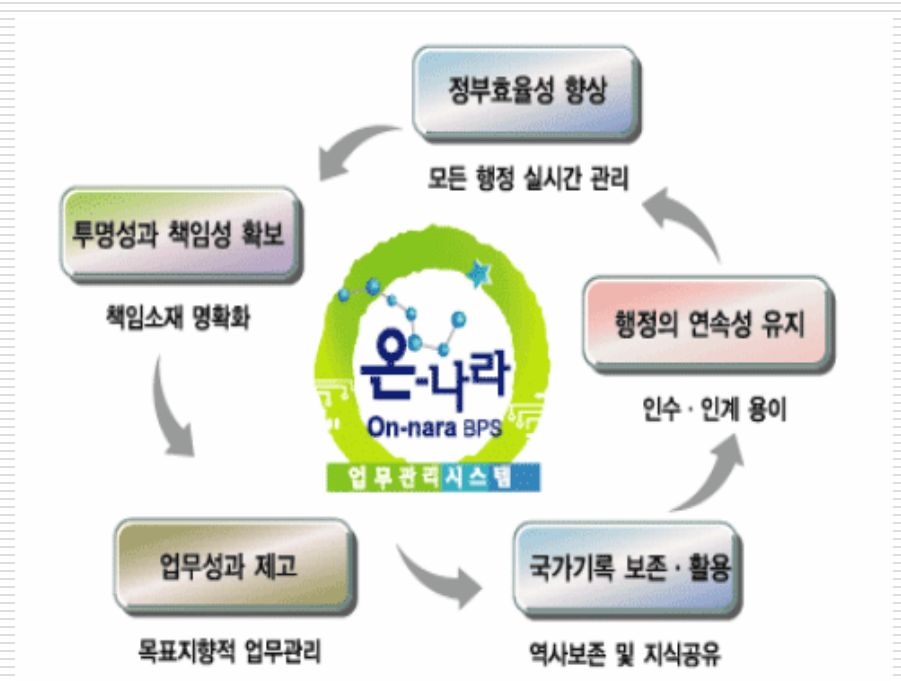 정부효율성 향상
모든 행정 실시간 관리
투명성과 책임성 확보
책임소재 명확화
온-나라
On-nara BPS
업무관리시스템
행정의 연속성 유지
인수 · 인계 용이
업무성과 제고
목표지향적 업무관리
국가기록 보존 · 활용
역사보존 및 지식공유